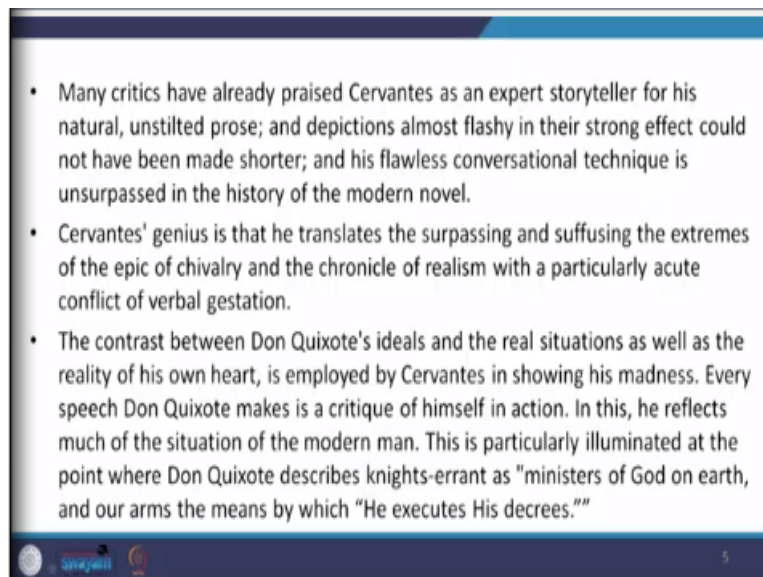 • Many critics have already praised Cervantes as an expert storyteller for his
natural, unstilted prose; and depictions almost flashy in their strong effect could
not have been made shorter; and his flawless conversational technique is
unsurpassed in the history of the modern novel.
• Cervantes' genius is that he translates the surpassing and suffusing the extremes
of the epic of chivalry and the chronicle of realism with a particularly acute
conflict of verbal gestation.
• The contrast between Don Quixote's ideals and the real situations as well as the
reality of his own heart, is employed by Cervantes in showing his madness. Every
speech Don Quixote makes is a critique of himself in action. In this, he reflects
much of the situation of the modern man. This is particularly illuminated at the
point where Don Quixote describes knights-errant as "ministers of God on earth,
and our arms the means by which “He executes His decrees.””
swayam
5